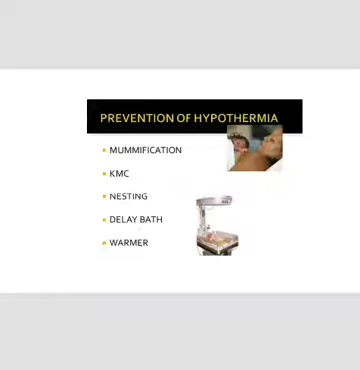 PREVENTION OF HYPOTHERMIA
MUMMIFICATION
KMC
NESTING
DELAY BATH
WARMER